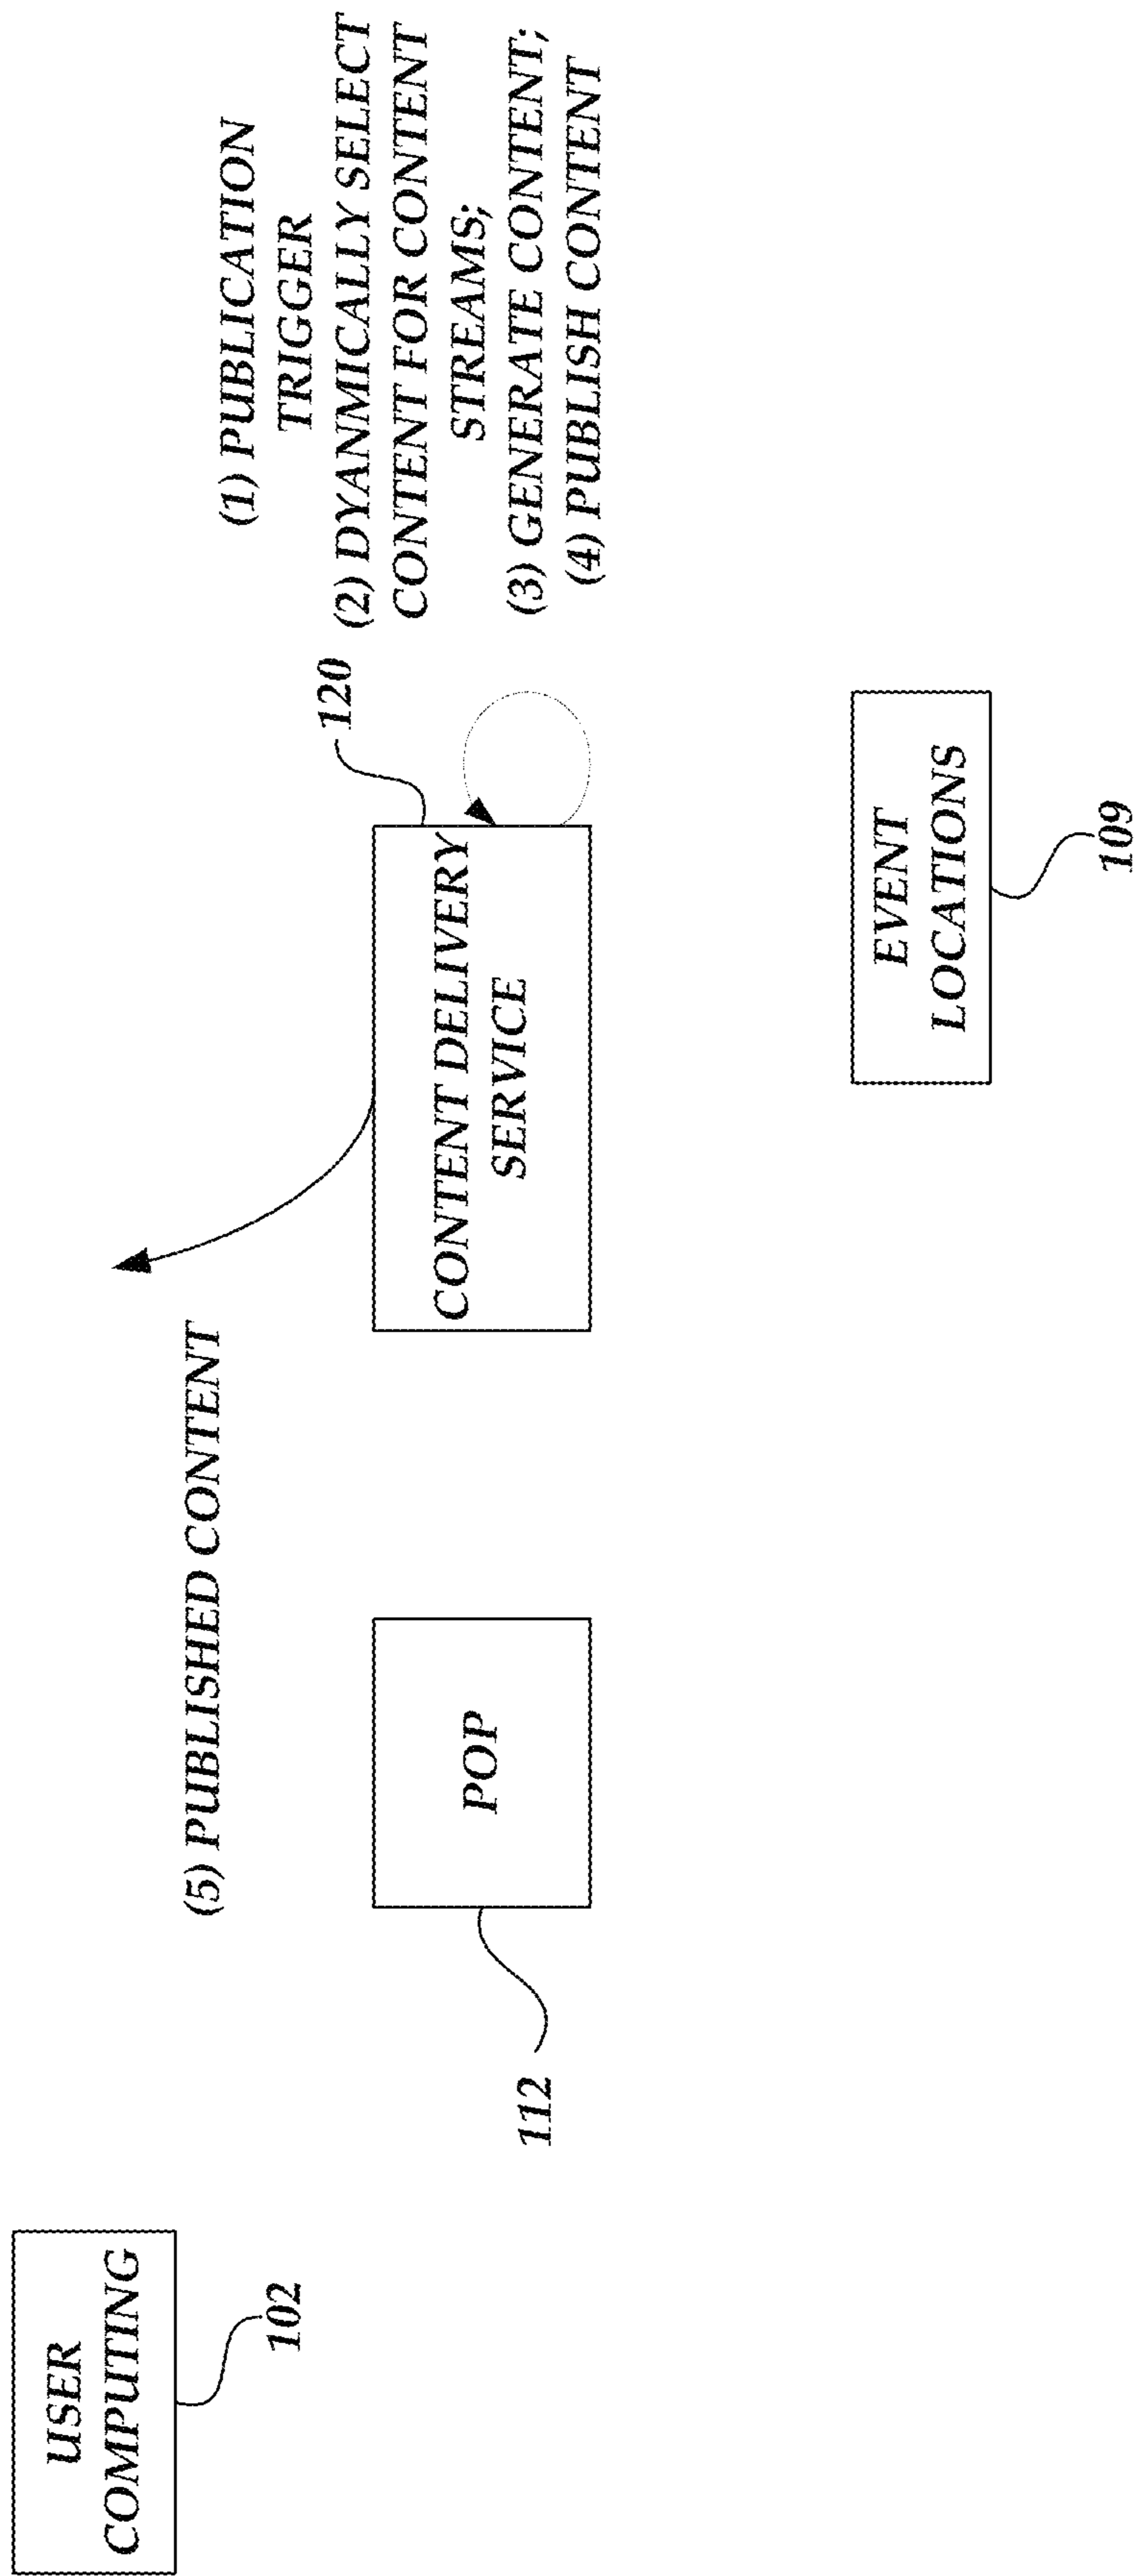 (1) PUBLICATION
TRIGGER
(2) DYANMICALLY SELECT
CONTENT FOR CONTENT
STREAMS;
(3) GENERATE CONTENT;
(4) PUBLISH CONTENT
120
CONTENT DELIVERY
SERVICE
(5) PUBLISHED CONTENT
POP
112
USER
COMPUTING
102
EVENT
LOCATIONS
109